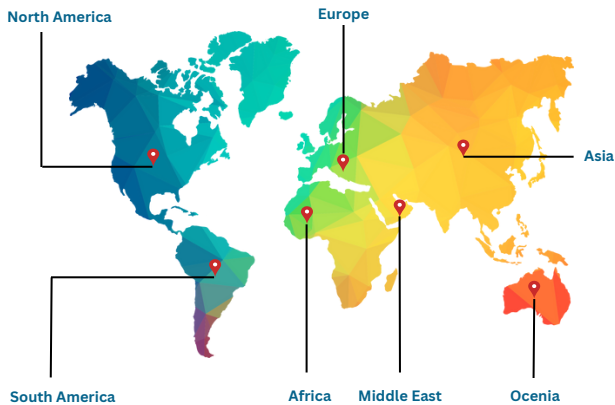 Europe
North America
Asia
South America
Africa
Middle East
Ocenia